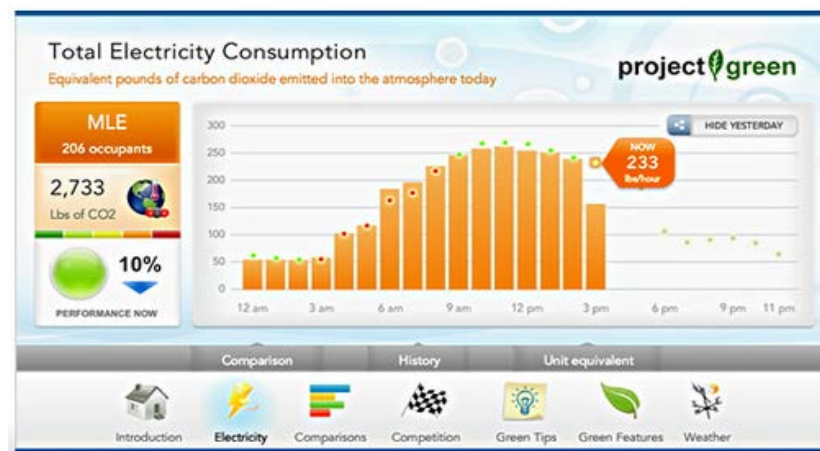 Total Electricity Consumption
Equivalent pounds of carbon dioxide emitted into the atmosphere today
project green
MLE
206 occupants
2,733
Lbs of CO2
10%
PERFORMANCE NOW
HIDE YESTERDAY
NOW
233
lbs/hour
300
250
200
150
100
50
0
12 am 3 am 6 am 9 am 12 pm 3 pm 6 pm 9 pm 11 pm
Comparison History Unit equivalent
Introduction Electricity Comparisons Competition Green Tips Green Features Weather